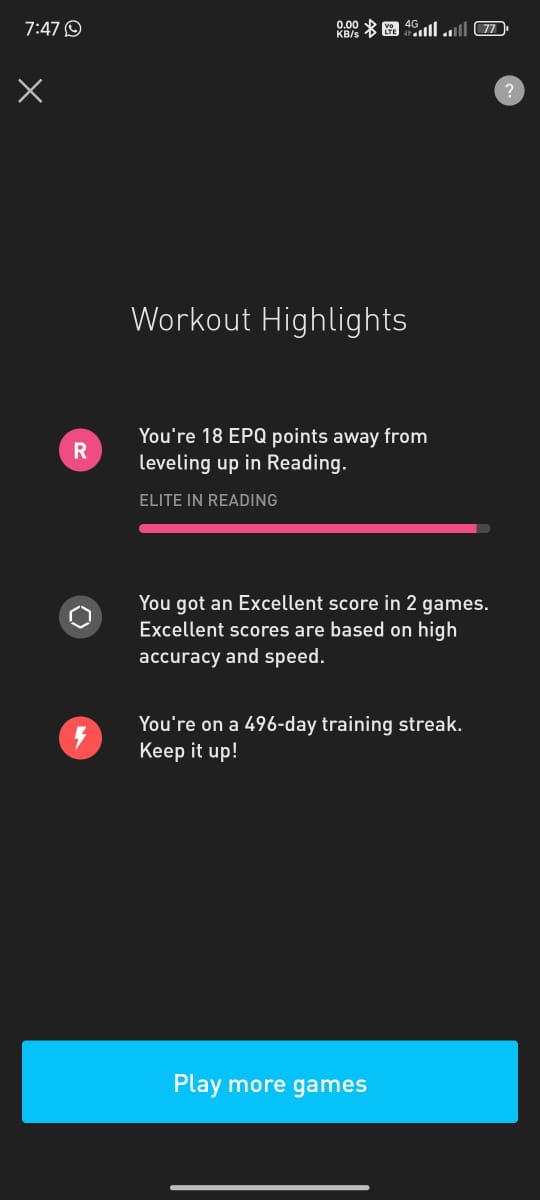 7:47
0.00
KB/s
Vo
LTE
4G
77
?
Workout Highlights
R
You're 18 EPQ points away from
leveling up in Reading.
ELITE IN READING
You got an Excellent score in 2 games.
Excellent scores are based on high
accuracy and speed.
You're on a 496-day training streak.
Keep it up!
Play more games